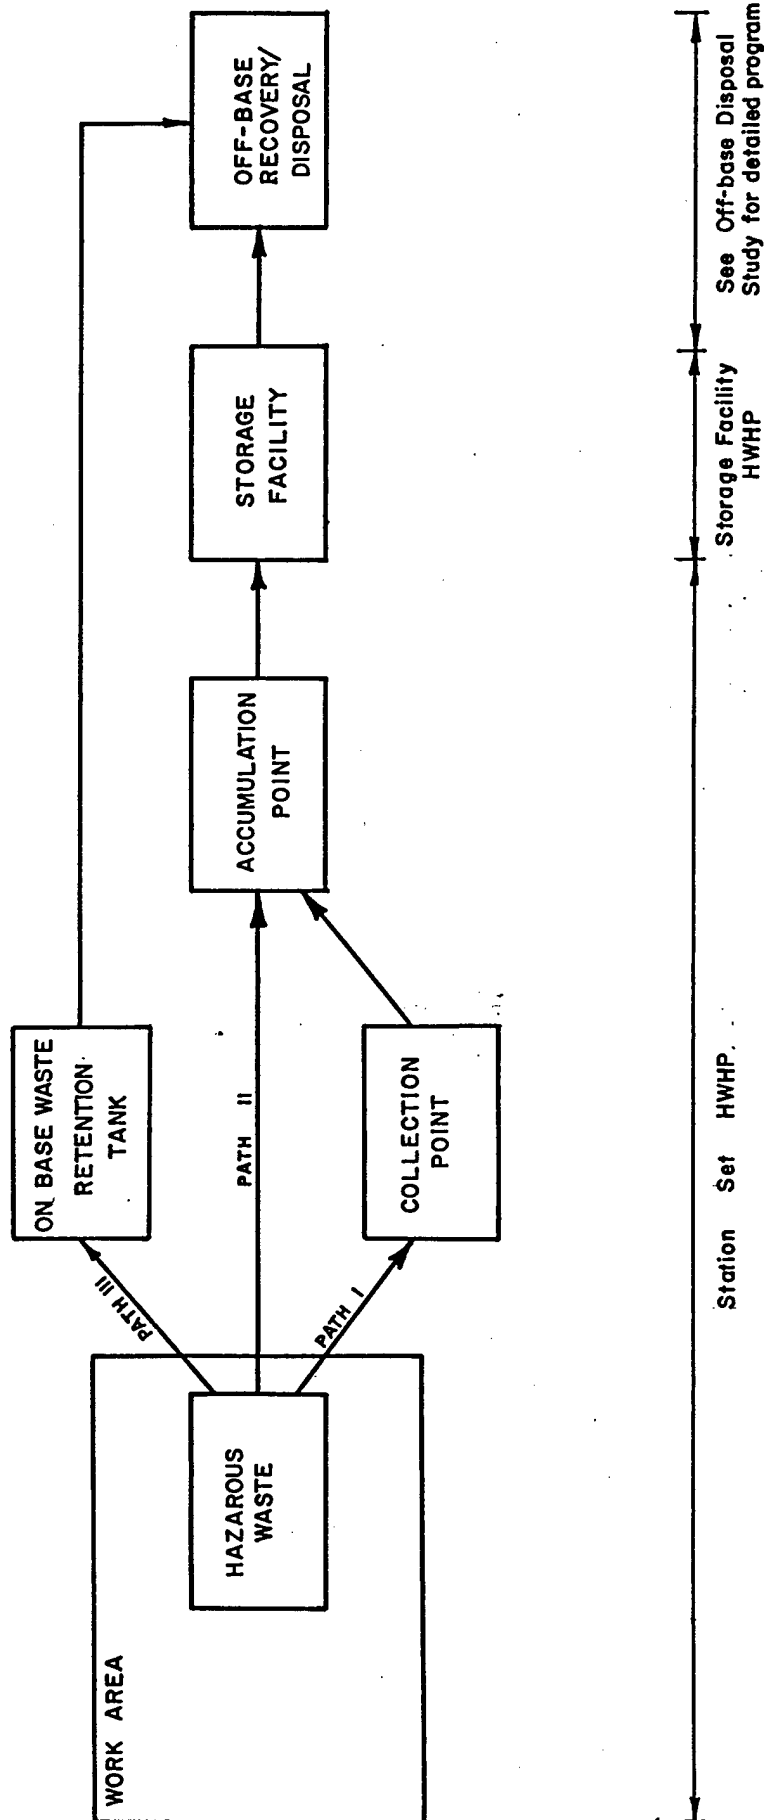 WORK AREA
HAZAROUS
WASTE
PATH III
PATH II
PATH I
ON BASE WASTE
RETENTION
TANK
COLLECTION
POINT
ACCUMULATION
POINT
STORAGE
FACILITY
OFF-BASE
RECOVERY/
DISPOSAL
Station Set HWHP.
Storage Facility
HWHP
See Off-base Disposal
Study for detailed program